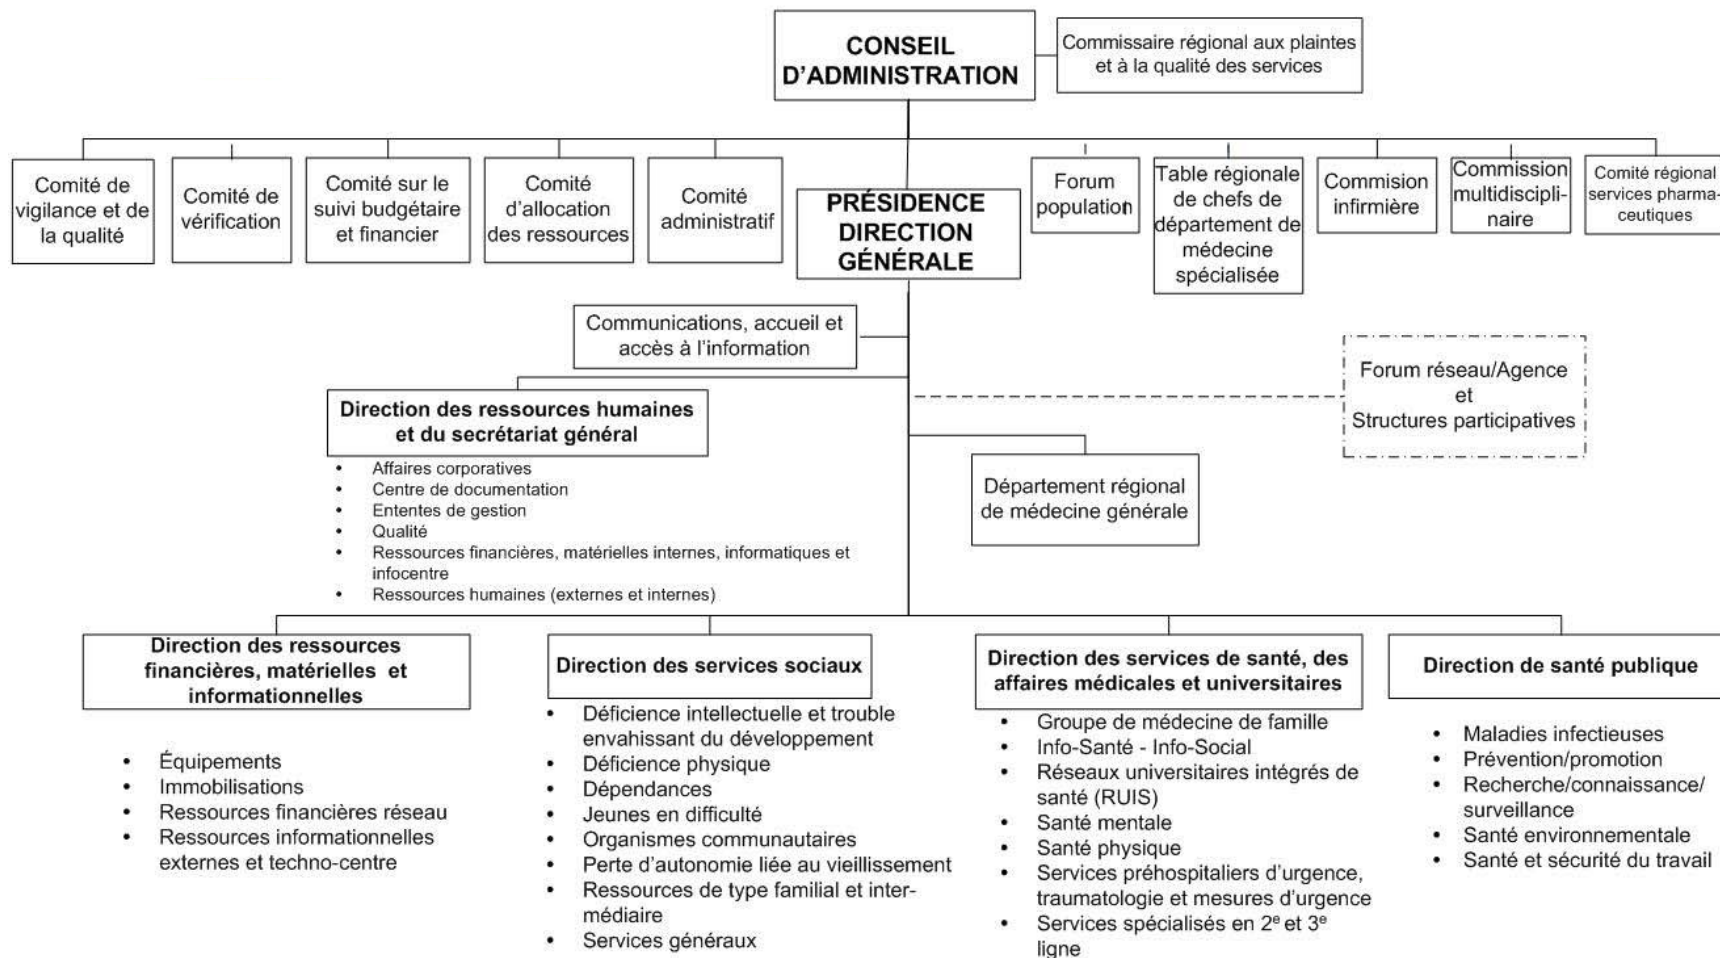 CONSEIL
D'ADMINISTRATION
Commissaire régional aux plaintes
et à la qualité des services
Comité de
vigilance et de
la qualité
Comité de
vérification
Comité sur le
suivi budgétaire
et financier
Comité
d'allocation
des ressources
Comité
administratif
PRÉSIDENCE
DIRECTION
GÉNÉRALE
Forum
population
Table régionale
de chefs de
département de
médecine
spécialisée
Commision
infirmière
Commission
multidiscipli-
naire
Comité régional
services pharma-
ceutiques
Communications, accueil et
accès à l'information
Forum réseau/Agence
et
Structures participatives
Direction des ressources humaines
et du secrétariat général
• Affaires corporatives
• Centre de documentation
• Ententes de gestion
• Qualité
• Ressources financières, matérielles internes, informatiques et
infocentre
• Ressources humaines (externes et internes)
Département régional
de médecine générale
Direction des ressources
financières, matérielles et
informationnelles
• Équipements
• Immobilisations
• Ressources financières réseau
• Ressources informationnelles
externes et techno-centre
Direction des services sociaux
• Déficience intellectuelle et trouble
envahissant du développement
• Déficience physique
• Dépendances
• Jeunes en difficulté
• Organismes communautaires
• Perte d'autonomie liée au vieillissement
• Ressources de type familial et inter-
médiaire
• Services généraux
Direction des services de santé, des
affaires médicales et universitaires
• Groupe de médecine de famille
• Info-Santé - Info-Social
• Réseaux universitaires intégrés de
santé (RUIS)
• Santé mentale
• Santé physique
• Services préhospitaliers d'urgence,
traumatologie et mesures d'urgence
• Services spécialisés en 2e et 3e
ligne
Direction de santé publique
• Maladies infectieuses
• Prévention/promotion
• Recherche/connaissance/
surveillance
• Santé environnementale
• Santé et sécurité du travail